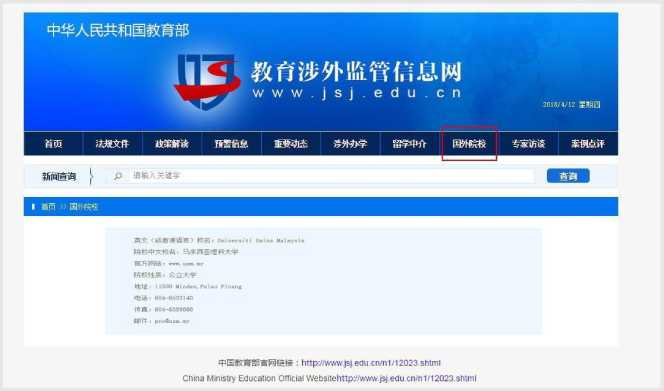 中华人民共和国教育部
教育涉外监管信息网
www.jsj.edu.cn
2018/4/12 星期四
首页 法规文件 政策解读 预警信息 重要动态 涉外办学 留学中介 国外院校 专家访谈 案例点评
新闻查询 请输入关键字 查询
首页 >> 国外院校
英文（或者课语言）校名：Universiti Sains Malaysia
院校中文校名：马来西亚理科大学
官方网站：www.usm.my
院校性质：公立大学
地址：11800 Minden,Pulau Pinang
电话：604-6533140
传真：
邮件：pro@usm.my
中国教育部官网链接：http://www.jsj.edu.cn/n1/12023.shtml
China Ministry Education Official Websitehttp://www.jsj.edu.cn/n1/12023.shtml